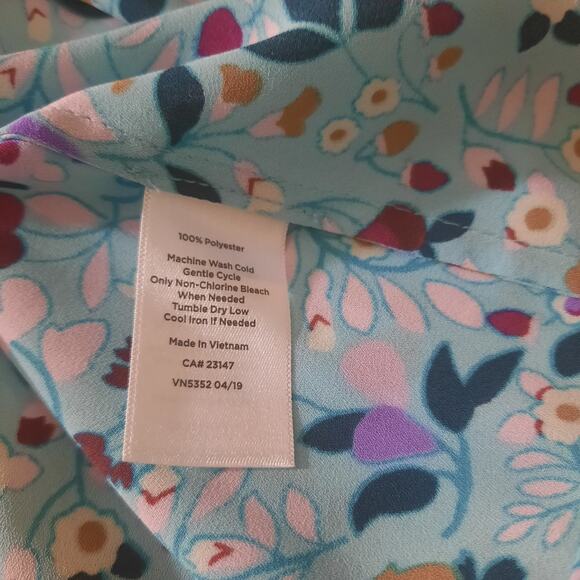 100% Polyester
Machine Wash Cold
Gentle Cycle
Only Non-Chlorine Bleach
When Needed
Tumble Dry Low
Cool Iron If Needed
Made In Vietnam
CA# 23147
VN5352 04/19